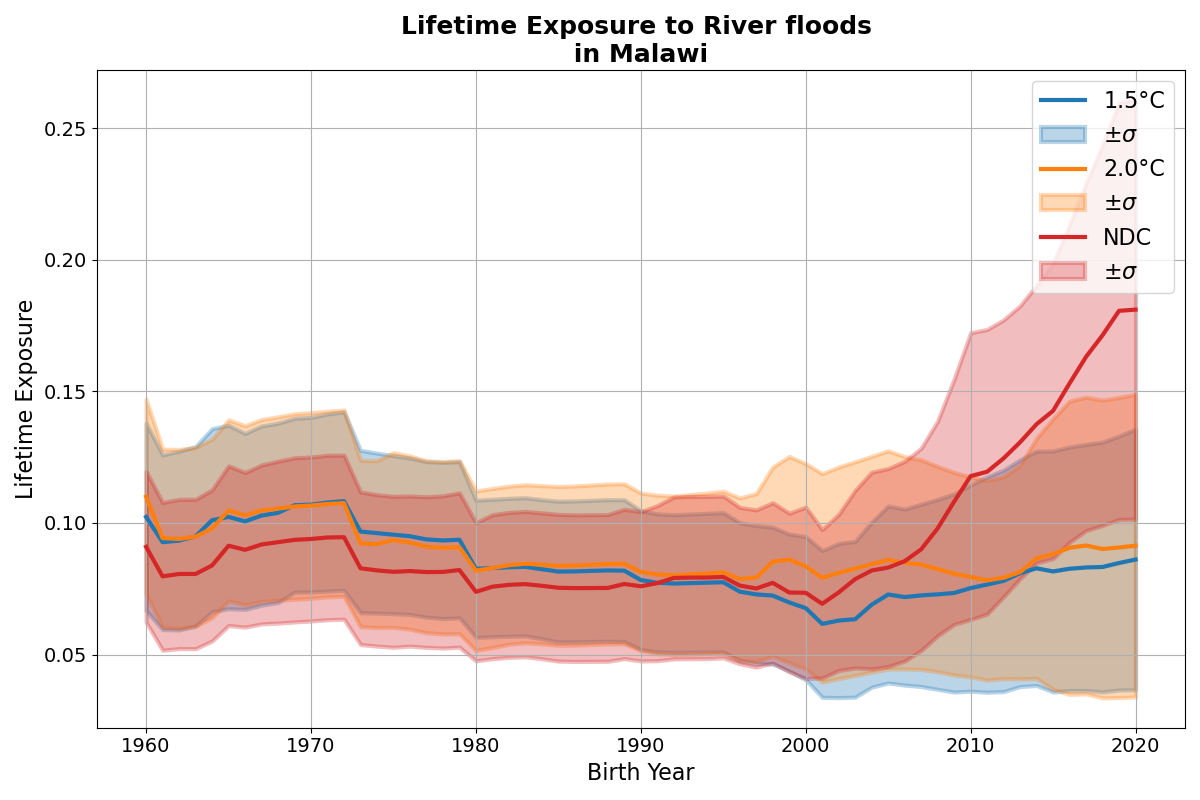 Lifetime Exposure to River floods
in Malawi
1.5°C
±σ
2.0°C
±σ
NDC
±σ
0.25
0.20
0.15
0.10
0.05
Lifetime Exposure
1960
1970
1980
1990
2000
2010
2020
Birth Year